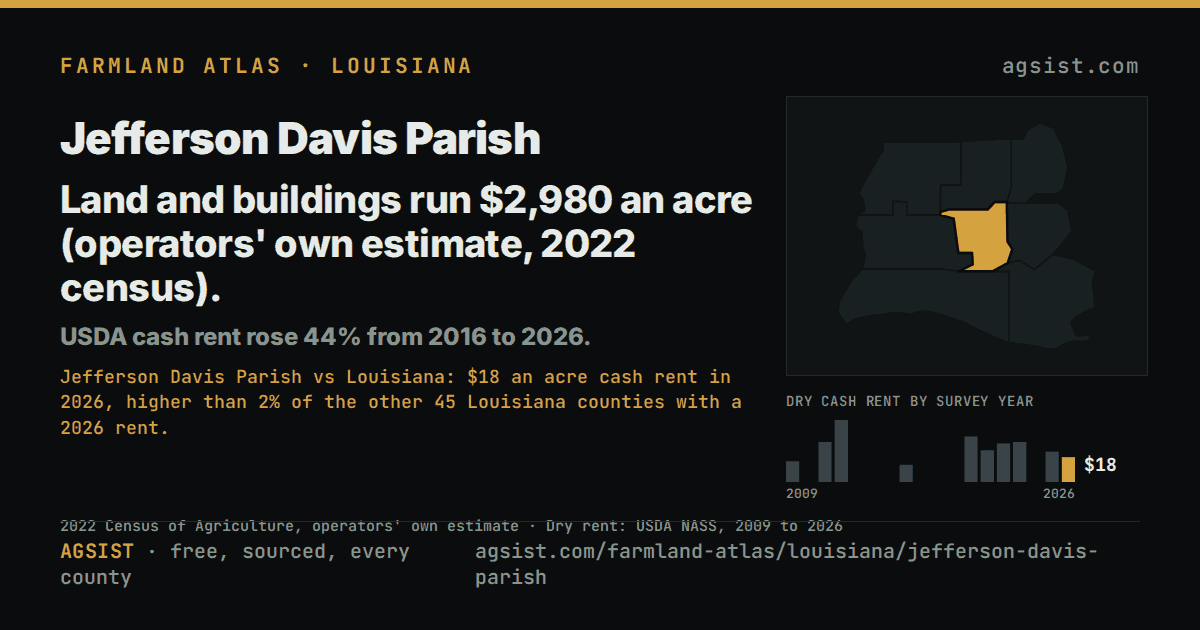 FARMLAND ATLAS · LOUISIANA
agsist.com
Jefferson Davis Parish
Land and buildings run $2,980 an acre
(operators' own estimate, 2022
census).
USDA cash rent rose 44% from 2016 to 2026.
Jefferson Davis Parish vs Louisiana: $18 an acre cash rent in
2026, higher than 2% of the other 45 Louisiana counties with a
2026 rent.
DRY CASH RENT BY SURVEY YEAR
$18
2009
2026
2022 Census of Agriculture, operators' own estimate · Dry rent: USDA NASS, 2009 to 2026
AGSIST · free, sourced, every
county
agsist.com/farmland-atlas/louisiana/jefferson-davis-
parish